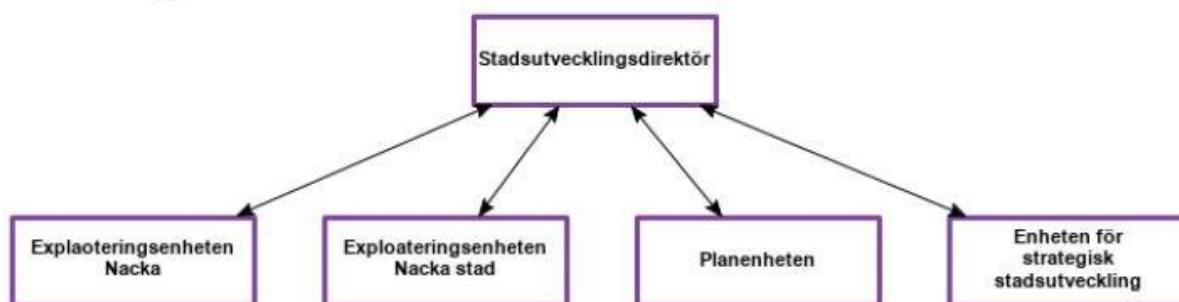 Stadsutvecklingsdirektör
Explaoteringsenheten
Nacka
Exploateringsenheten
Nacka stad
Planenheten
Enheten för
strategisk
stadsutveckling